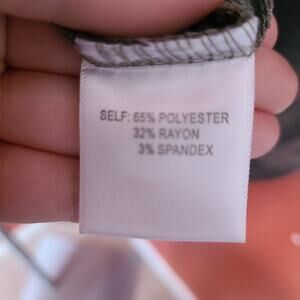 SELF: 65% POLYESTER
32% RAYON
3% SPANDEX